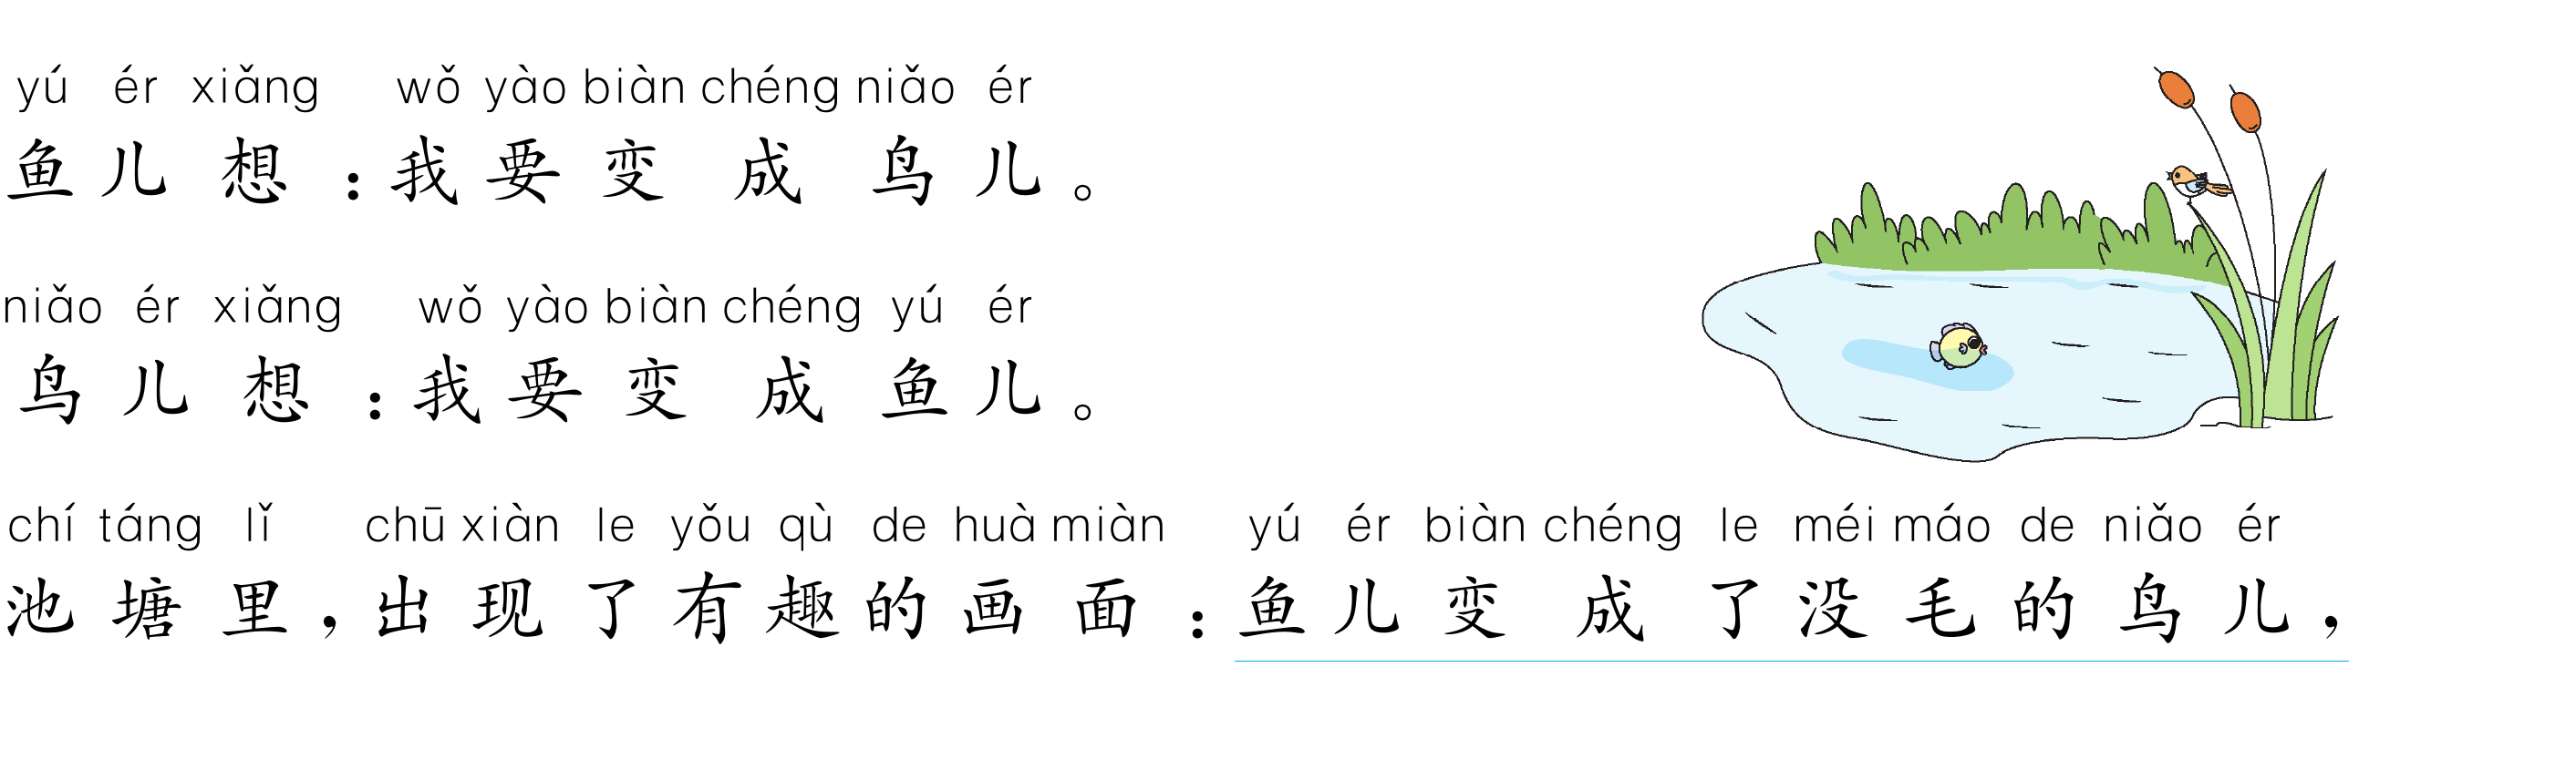 yú ér xiǎng wǒ yào biàn chéng niǎo ér
鱼儿想：我要变成鸟儿。
niǎo ér xiǎng wǒ yào biàn chéng yú ér
鸟儿想：我要变成鱼儿。
chí táng lǐ chū xiàn le yǒu qù de huà miàn yú ér biàn chéng le méi máo de niǎo ér
池塘里，出现了有趣的画面：鱼儿变成了没毛的鸟儿，